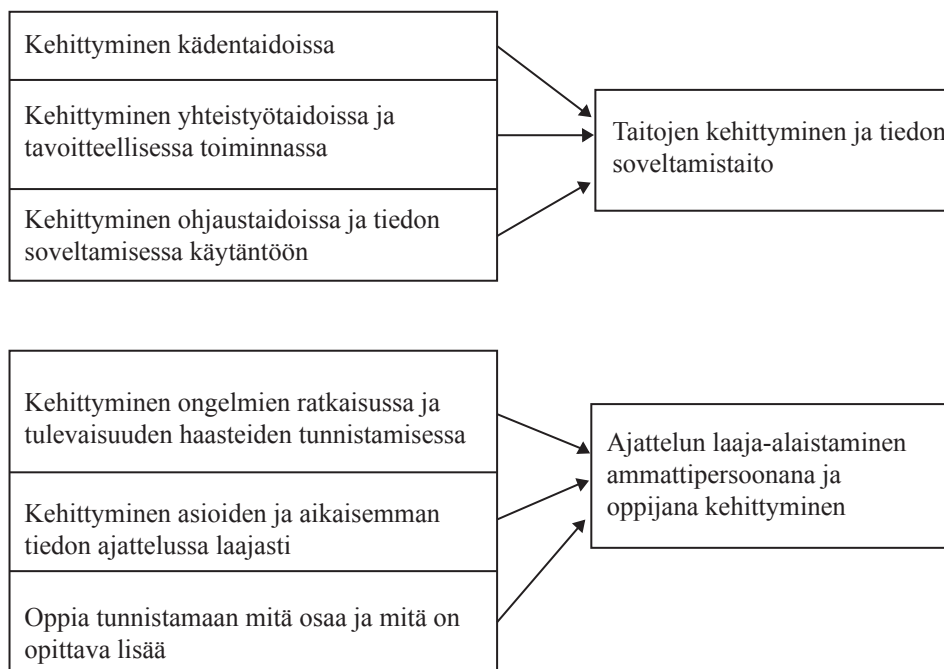 Kehittyminen kädentaidoissa
Kehittyminen yhteistyötaidoissa ja
tavoitteellisessa toiminnassa
Kehittyminen ohjaustaidoissa ja tiedon
soveltamisessa käytäntöön
Taitojen kehittyminen ja tiedon
soveltamistaito
Kehittyminen ongelmien ratkaisussa ja
tulevaisuuden haasteiden tunnistamisessa
Kehittyminen asioiden ja aikaisemman
tiedon ajattelussa laajasti
Oppia tunnistamaan mitä osaa ja mitä on
opittava lisää
Ajattelun laaja-alaistaminen
ammattipersoonana ja
oppijana kehittyminen